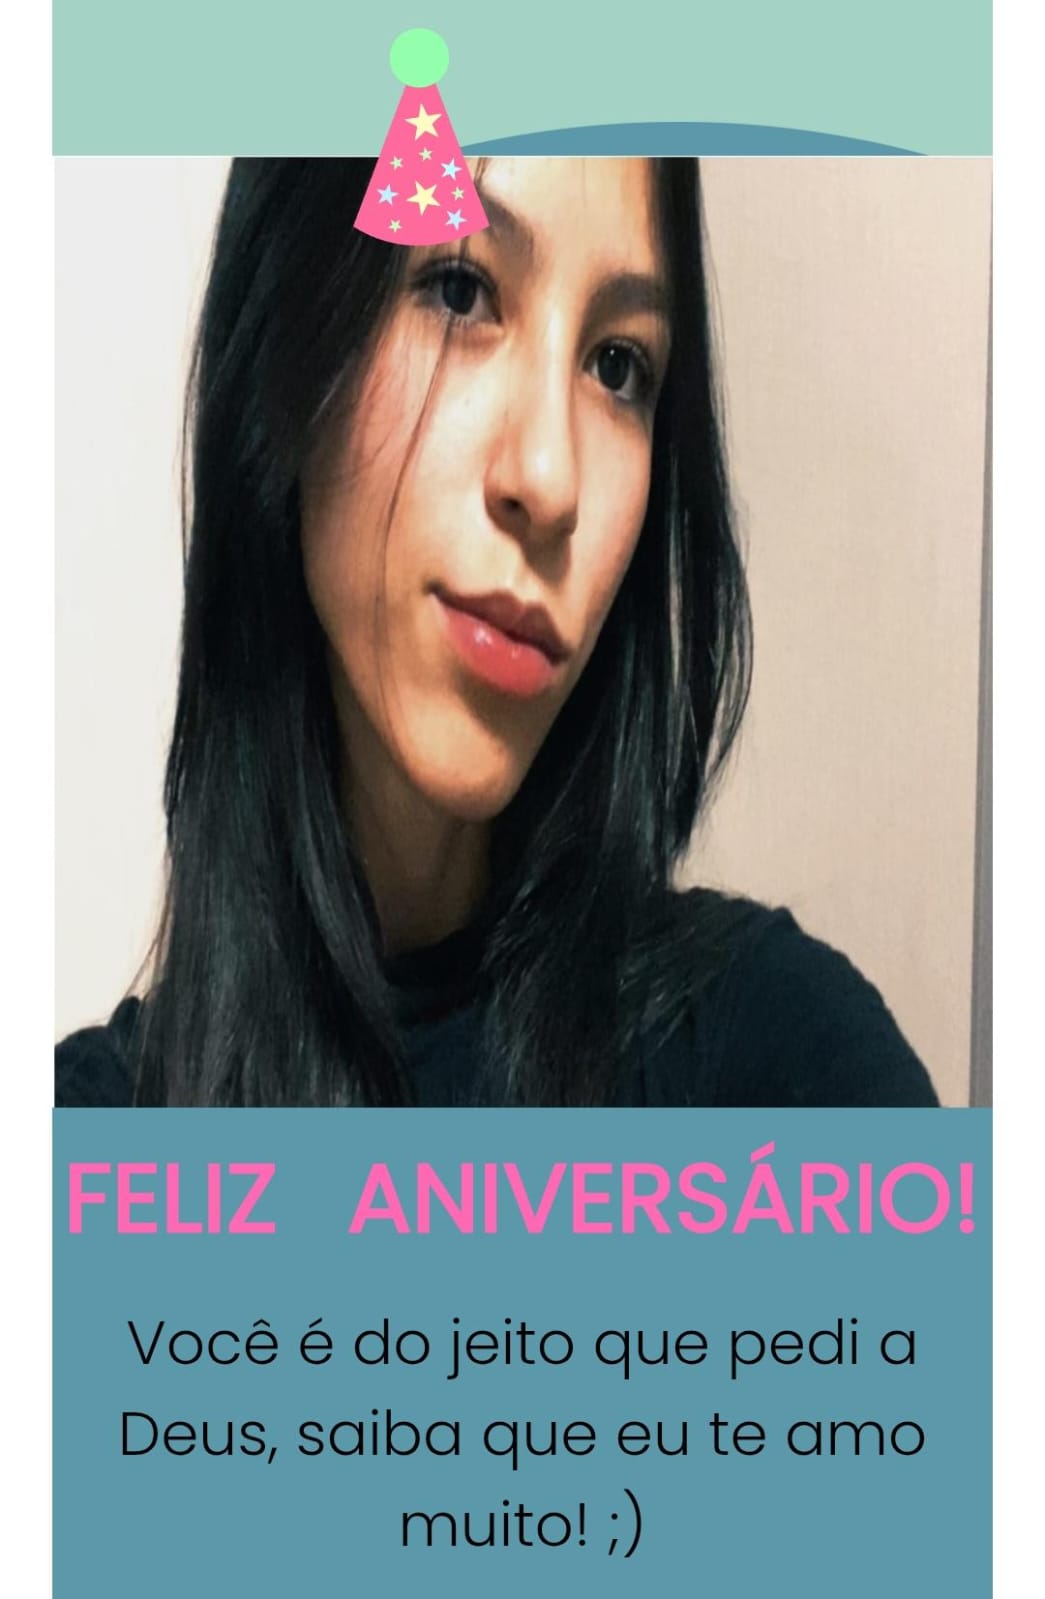 FELIZ ANIVERSÁRIO!
Você é do jeito que pedi a
Deus, saiba que eu te amo
muito! ;)